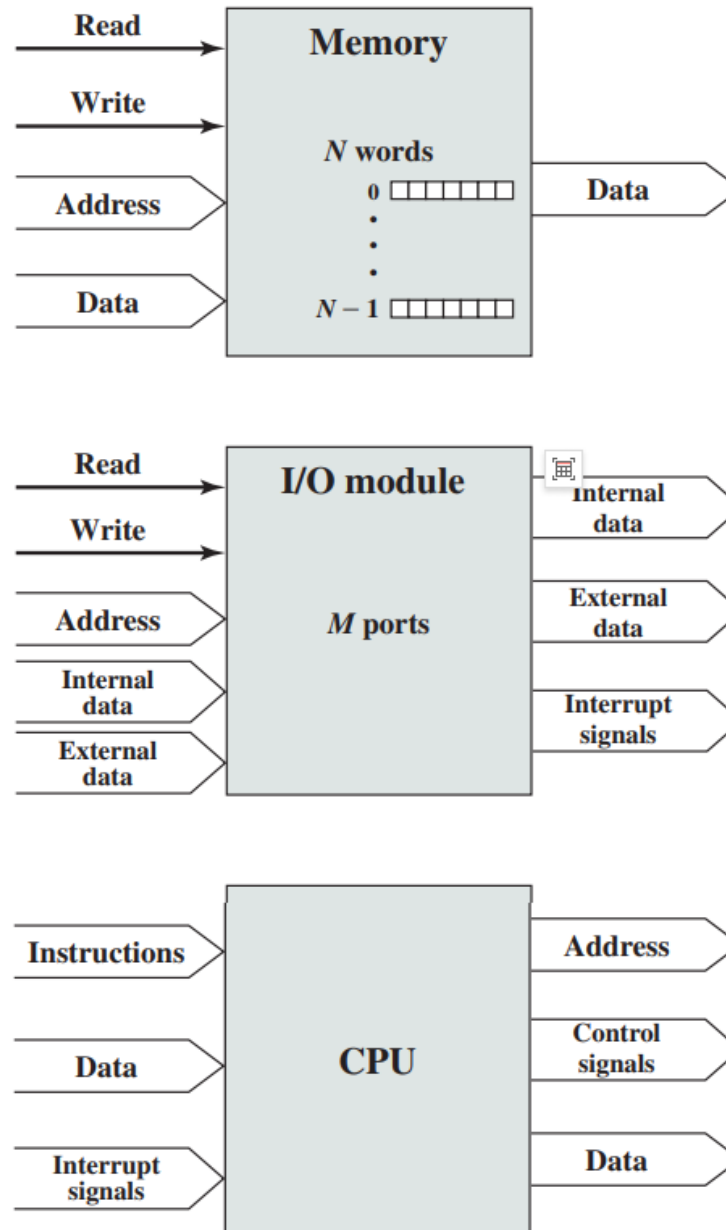 Read
Memory
Write
N words
0
Data
Address
Data
N – 1
Read
I/O module
Internal
data
Write
External
data
Address
M ports
Internal
data
Interrupt
signals
External
data
Instructions
Address
Control
signals
Data
CPU
Interrupt
signals
Data